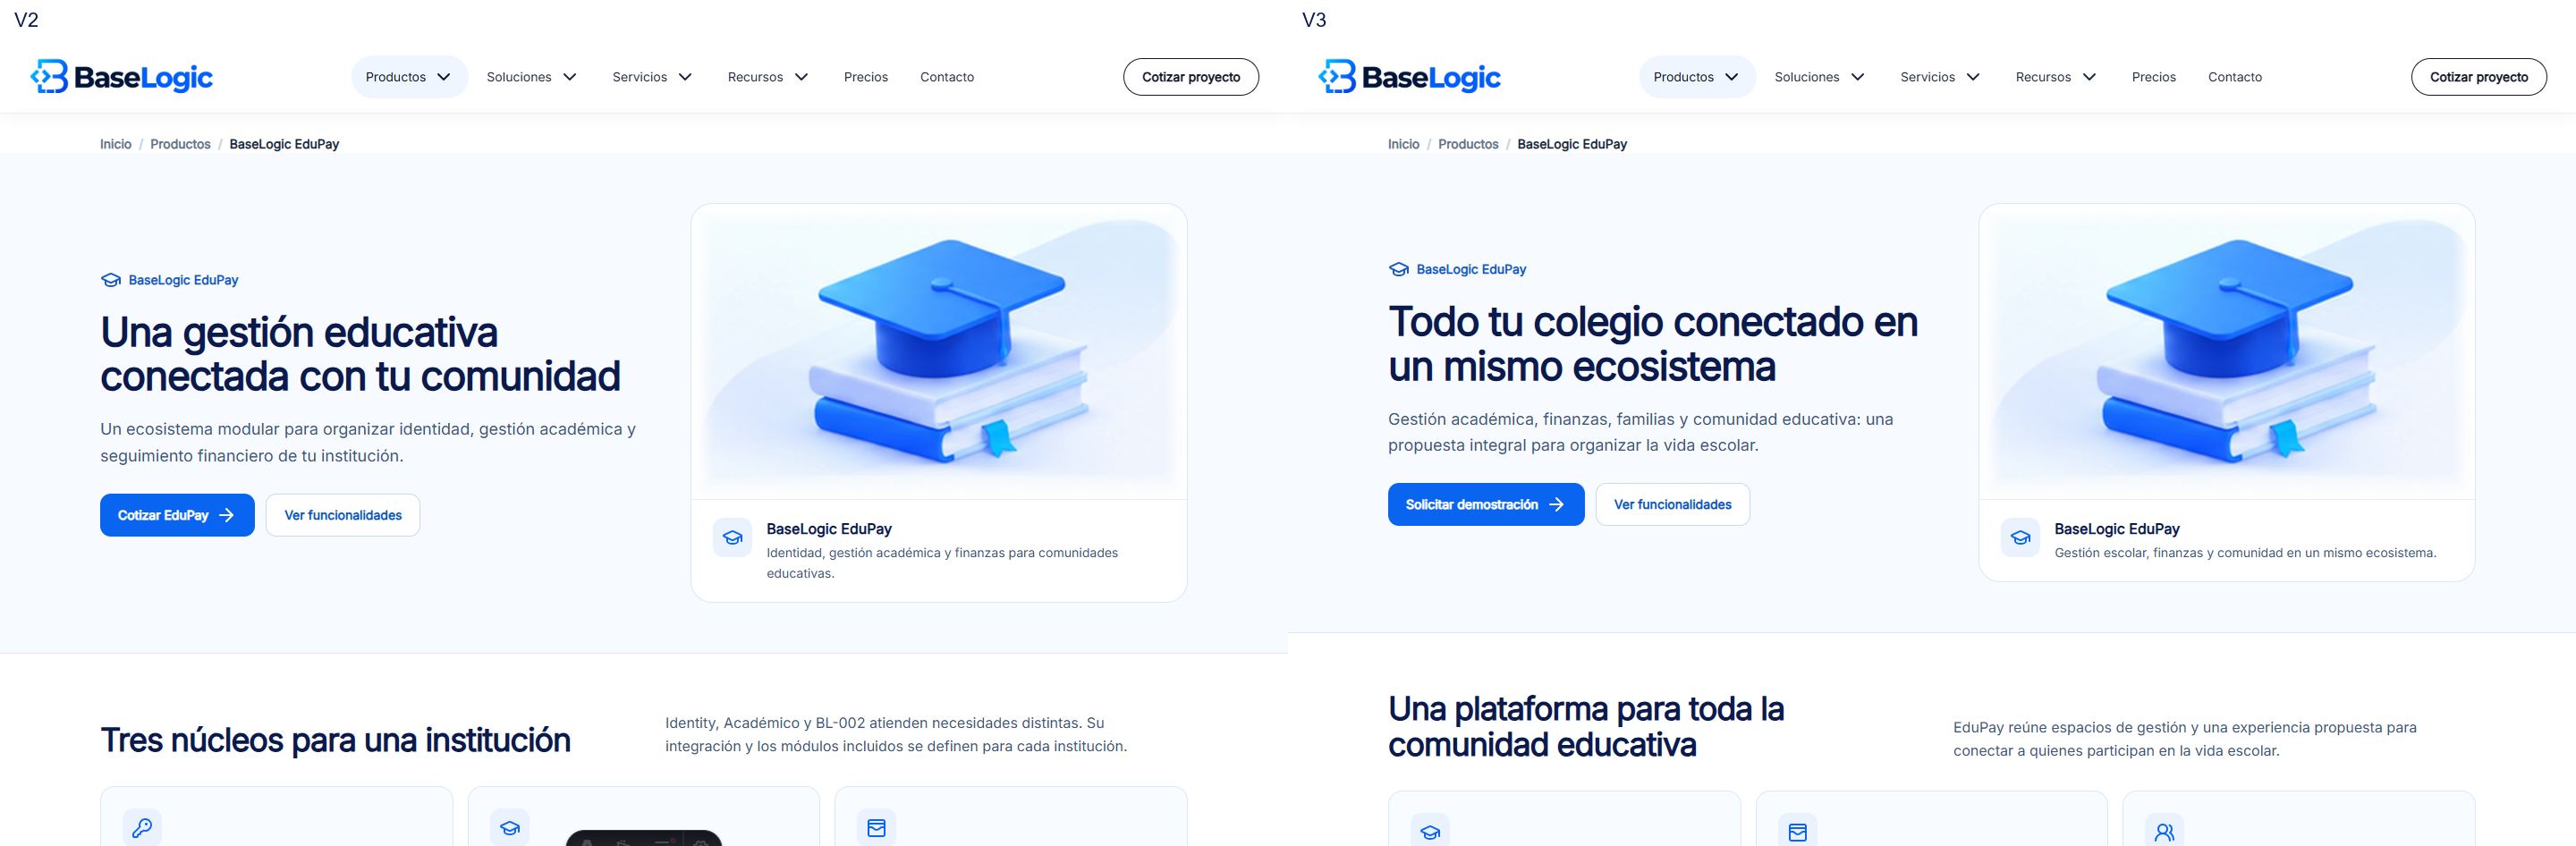 V2
BaseLogic
Productos
Soluciones
Servicios
Recursos
Precios
Contacto
Cotizar proyecto
Inicio / Productos / BaseLogic EduPay
BaseLogic EduPay
Una gestión educativa
conectada con tu comunidad
Un ecosistema modular para organizar identidad, gestión académica y
seguimiento financiero de tu institución.
Cotizar EduPay
Ver funcionalidades
BaseLogic EduPay
Identidad, gestión académica y finanzas para comunidades
educativas.
Tres núcleos para una institución
Identity, Académico y BL-002 atienden necesidades distintas. Su
integración y los módulos incluidos se definen para cada institución.
V3
BaseLogic
Productos
Soluciones
Servicios
Recursos
Precios
Contacto
Cotizar proyecto
Inicio / Productos / BaseLogic EduPay
BaseLogic EduPay
Todo tu colegio conectado en
un mismo ecosistema
Gestión académica, finanzas, familias y comunidad educativa: una
propuesta integral para organizar la vida escolar.
Solicitar demostración
Ver funcionalidades
BaseLogic EduPay
Gestión escolar, finanzas y comunidad en un mismo ecosistema.
Una plataforma para toda la
comunidad educativa
EduPay reúne espacios de gestión y una experiencia propuesta para
conectar a quienes participan en la vida escolar.